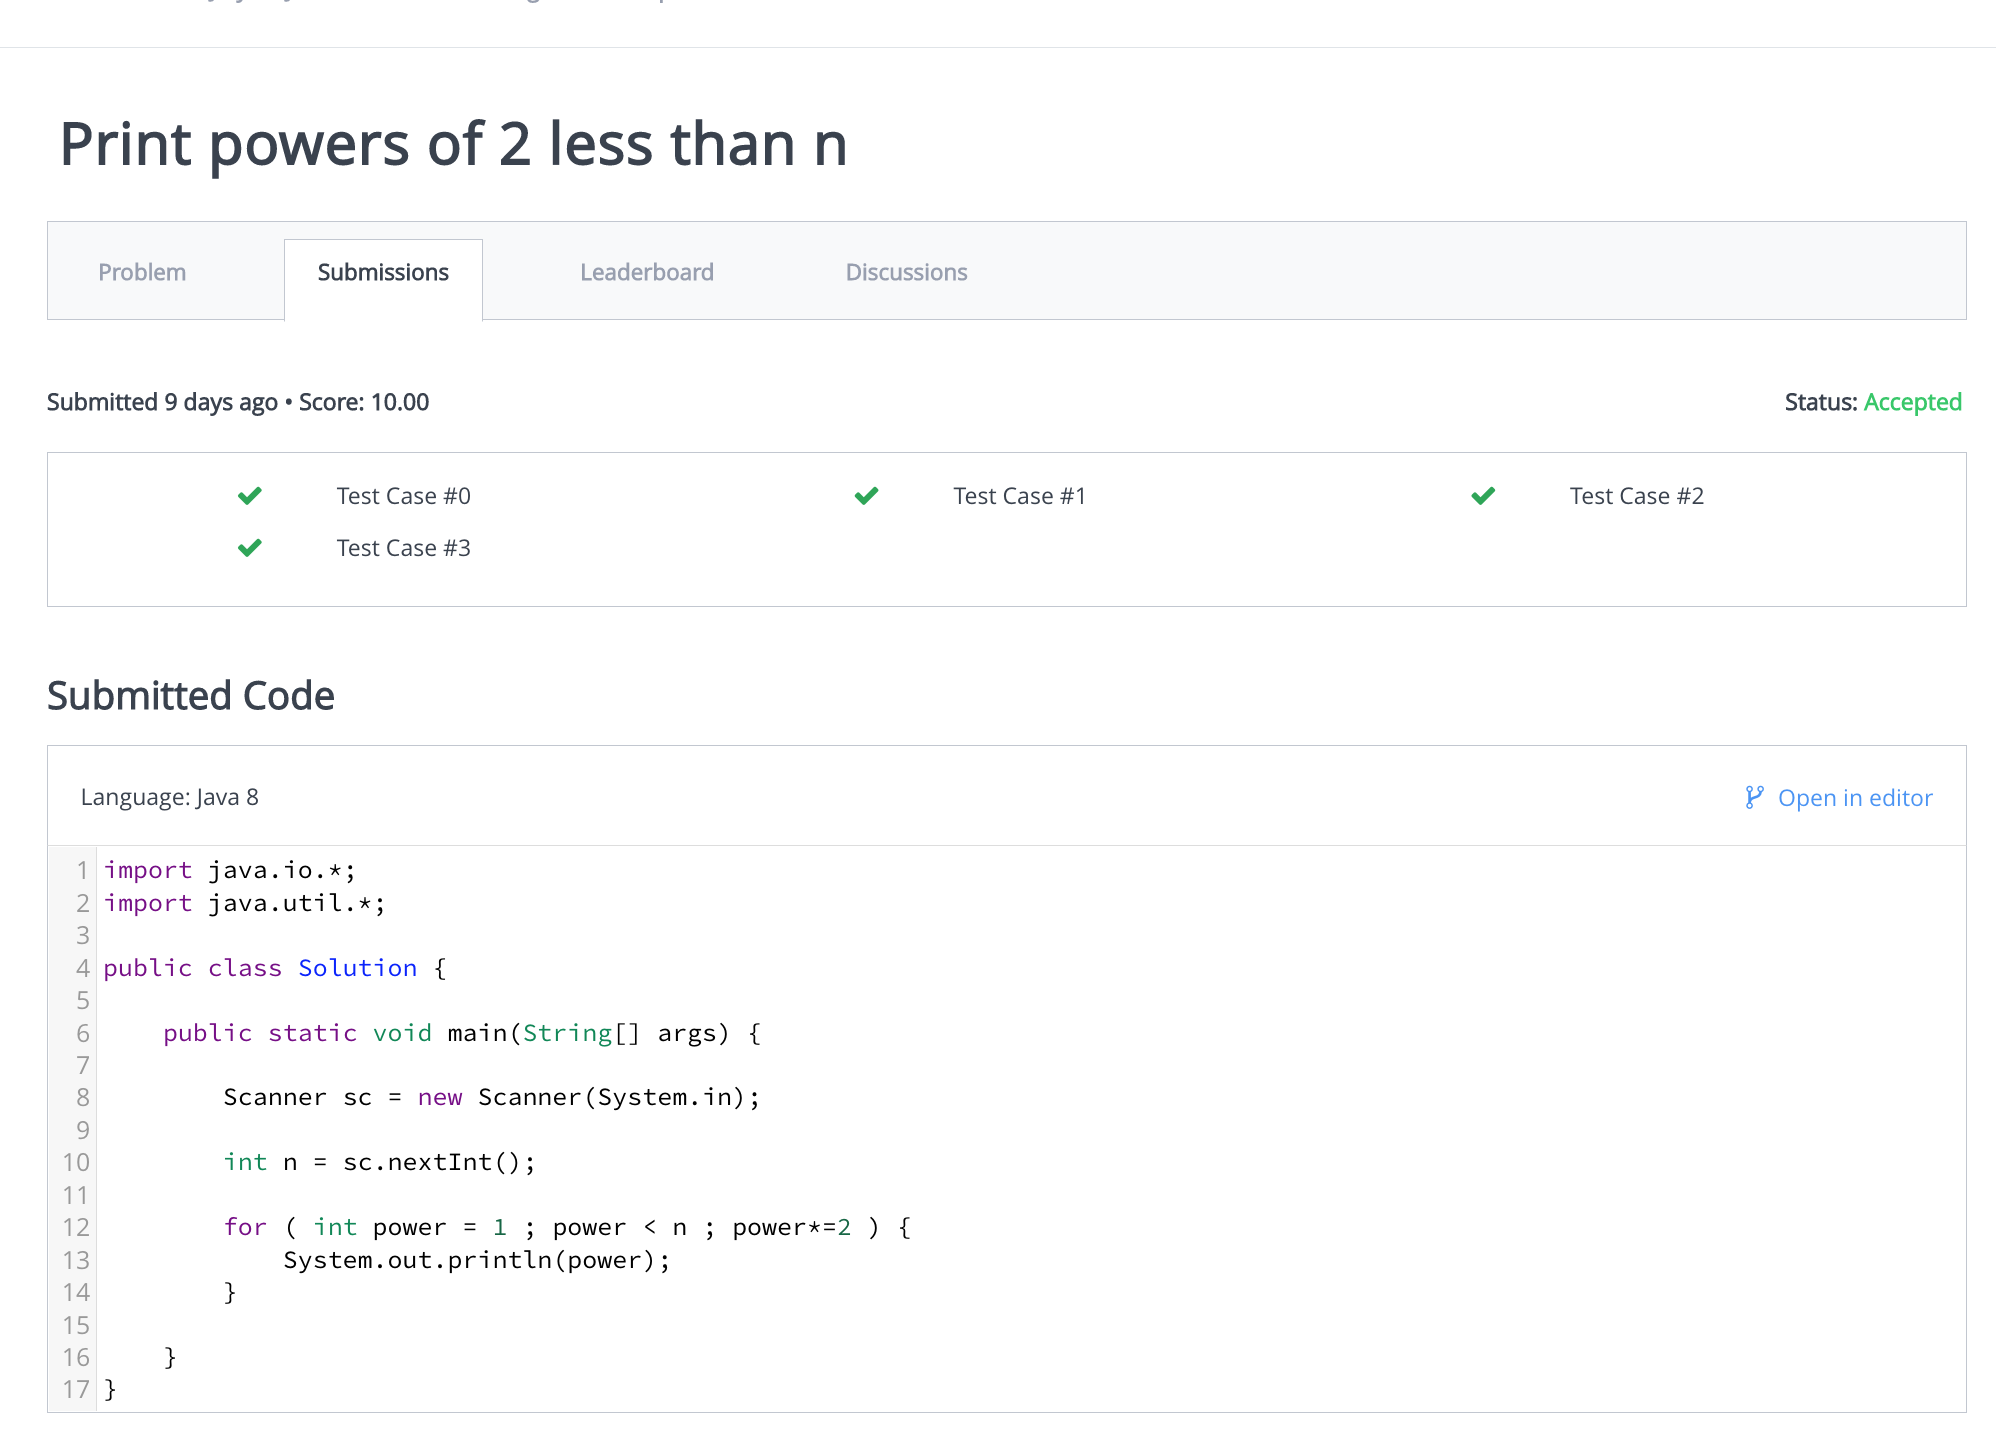 Print powers of 2 less than n
Problem Submissions Leaderboard Discussions
Submitted 9 days ago • Score: 10.00 Status: Accepted
Test Case #0 Test Case #1 Test Case #2
Test Case #3
Submitted Code
Language: Java 8 Open in editor
1 import java.io.*;
2 import java.util.*;
3
4 public class Solution {
5
6     public static void main(String[] args) {
7
8         Scanner sc = new Scanner(System.in);
9
10         int n = sc.nextInt();
11
12         for ( int power = 1 ; power < n ; power*=2 ) {
13             System.out.println(power);
14         }
15
16     }
17 }